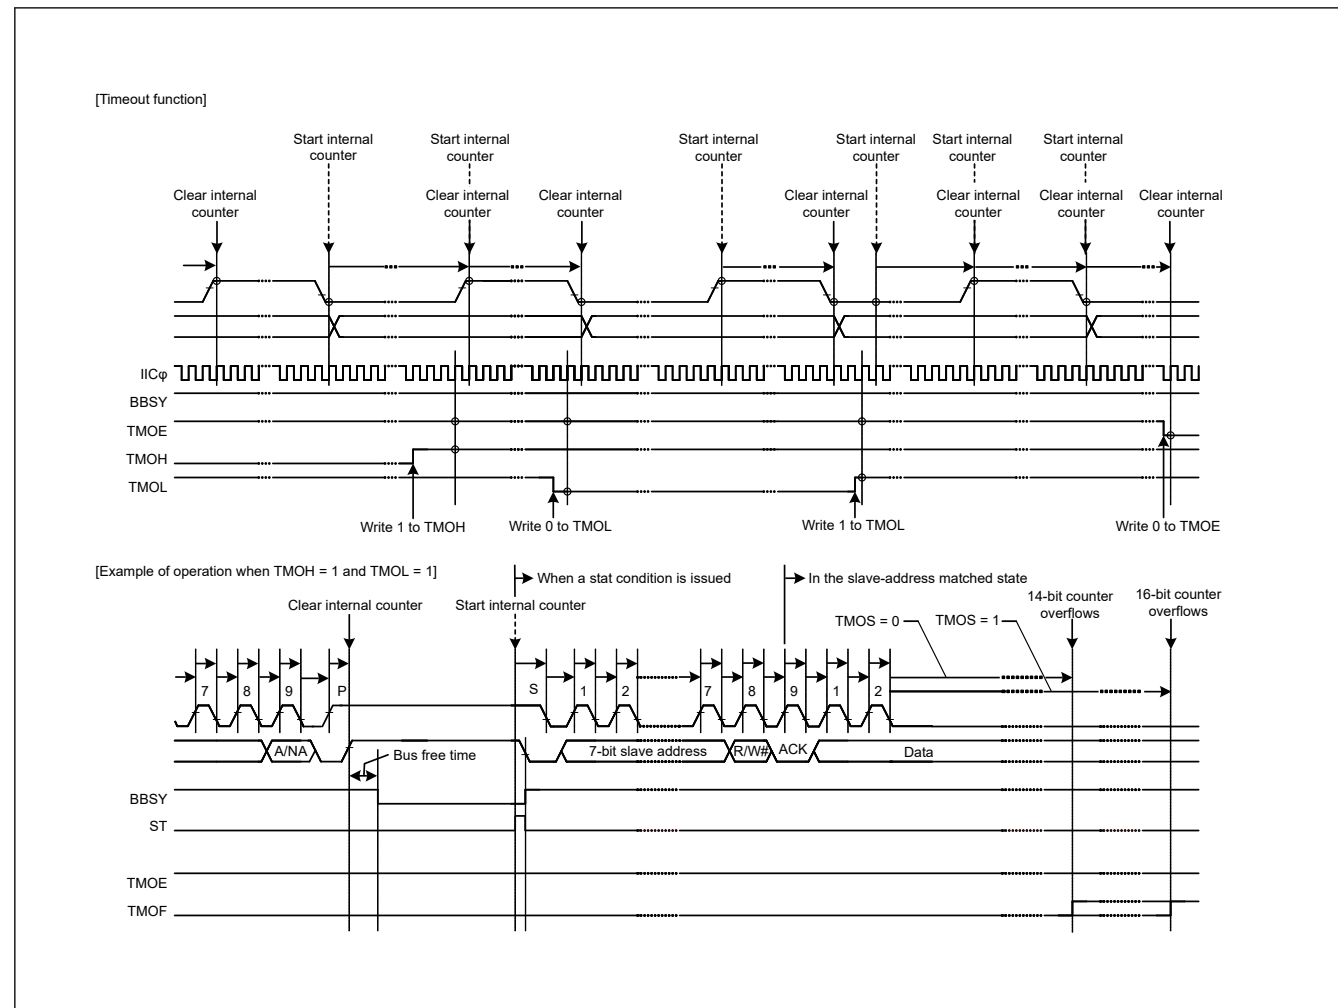 [Timeout function]
Start internal
counter
Start internal
counter
Start internal
counter
Start internal
counter
Start internal
counter
Start internal
counter
Clear internal
counter
Clear internal
counter
Clear internal
counter
Clear internal
counter
Clear internal
counter
Clear internal
counter
Clear internal
counter
IICφ
BBSY
TMOE
TMOH
TMOL
Write 1 to TMOH
Write 0 to TMOL
Write 1 to TMOL
Write 0 to TMOE
[Example of operation when TMOH = 1 and TMOL = 1]
When a stat condition is issued
In the slave-address matched state
Clear internal counter
Start internal counter
14-bit counter
overflows
16-bit counter
overflows
TMOS = 0
TMOS = 1
7 8 9 P S 1 2 7 8 9 1 2
A/NA
7-bit slave address
R/W#
ACK
Data
Bus free time
BBSY
ST
TMOE
TMOF